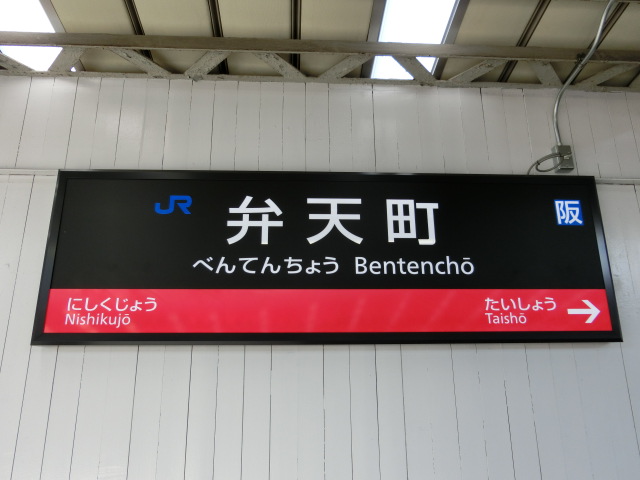 JR 弁天町 阪
べんてんちょう Bentenchō
にしくじょう たいしょう
Nishikujō Taishō